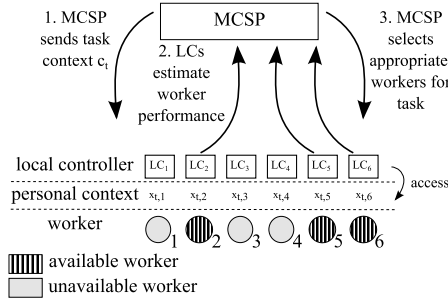 1. MCSP
sends task
context ct
MCSP
2. LCs
estimate
worker
performance
3. MCSP
selects
appropriate
workers for
task
local controller
LC1
LC2
LC3
LC4
LC5
LC6
access
personal context
xt,1
xt,2
xt,3
xt,4
xt,5
xt,6
worker
1
2
3
4
5
6
available worker
unavailable worker